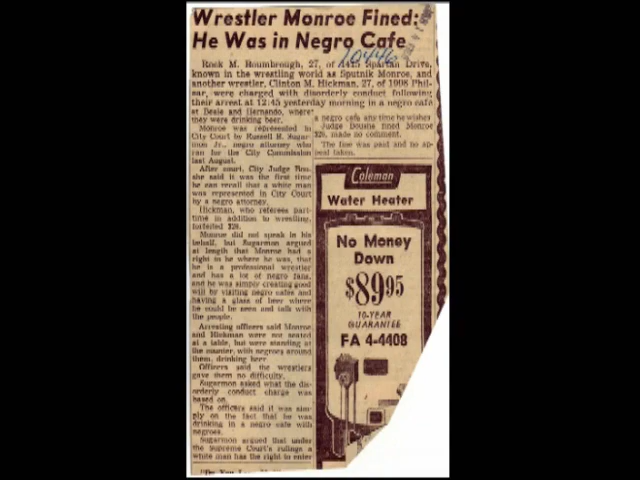 Wrestler Monroe Fined:
He Was in Negro Cafe
Rock M. Boumbrough, 27, of 4415 Spartan Drive,
known in the wrestling world as Sputnik Monroe, and
another wrestler, Clinton M. Hickman, 27, of 1008 Phil-
sar, were charged with disorderly conduct following
their arrest at 12:45 yesterday morning in a negro cafe
at Beale and Hernando, where
they were drinking beer.
Monroe was represented in
City Court by Russell B. Sugar-
mon Jr., negro attorney who
ran for the City Commission
last August.
After court, City Judge Bou-
she said it was the first time
he can recall that a white man
was represented in City Court
by a negro attorney.
Hickman, who referees part-
time in addition to wrestling,
forfeited $26.
Monroe did not speak in his
behalf, but Sugarmon argued
at length that Monroe had a
right to be where he was, that
he is a professional wrestler
and has a lot of negro fans,
and he was simply creating good
will by visiting negro cafes and
having a glass of beer where
he could be seen and talk with
the people.
Arresting officers said Monroe
and Hickman were not seated
at a table, but were standing at
the counter, with negroes around
them, drinking beer.
Officers said the wrestlers
gave them no difficulty.
Sugarmon asked what the dis-
orderly conduct charge was
based on.
The officers said it was sim-
ply on the fact that he was
drinking in a negro cafe with
negroes.
Sugarmon argued that under
the Supreme Court's rulings a
white man has the right to enter
a negro cafe any time he wishes
Judge Boushe fined Monroe
$26, made no comment.
The fine was paid and no ap-
peal taken.
Coleman
Water Heater
No Money
Down
$89.95
10-YEAR
GUARANTEE
FA 4-4408
"Do You